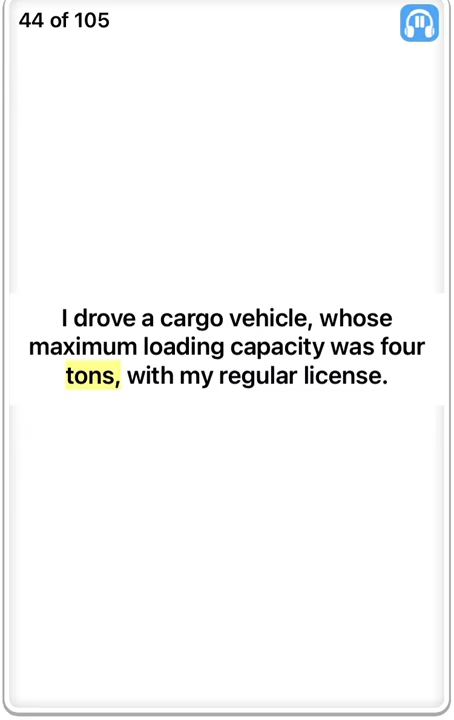 44 of 105
I drove a cargo vehicle, whose
maximum loading capacity was four
tons, with my regular license.